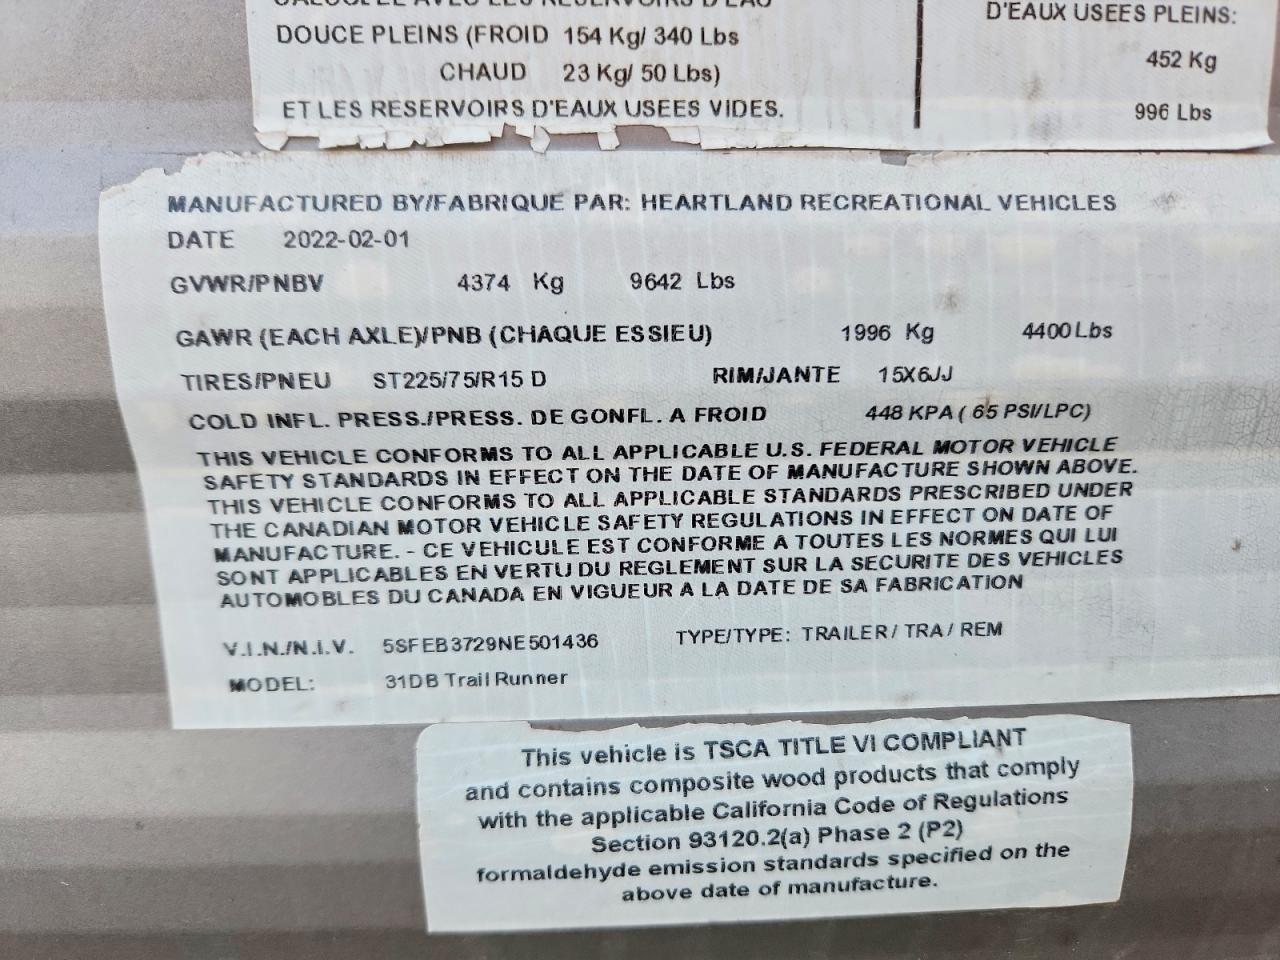 CALCULEE AVEC LES RESERVOIRS D'EAU
DOUCE PLEINS (FROID 154 Kg/ 340 Lbs
CHAUD 23 Kg/ 50 Lbs)
ET LES RESERVOIRS D'EAUX USEES VIDES.
D'EAUX USEES PLEINS:
452 Kg
996 Lbs
MANUFACTURED BY/FABRIQUE PAR: HEARTLAND RECREATIONAL VEHICLES
DATE 2022-02-01
GVWR/PNBV 4374 Kg 9642 Lbs
GAWR (EACH AXLE)/PNB (CHAQUE ESSIEU) 1996 Kg 4400 Lbs
TIRES/PNEU ST225/75/R15 D RIM/JANTE 15X6JJ
COLD INFL. PRESS./PRESS. DE GONFL. A FROID 448 KPA ( 65 PSI/LPC)
THIS VEHICLE CONFORMS TO ALL APPLICABLE U.S. FEDERAL MOTOR VEHICLE
SAFETY STANDARDS IN EFFECT ON THE DATE OF MANUFACTURE SHOWN ABOVE.
THIS VEHICLE CONFORMS TO ALL APPLICABLE STANDARDS PRESCRIBED UNDER
THE CANADIAN MOTOR VEHICLE SAFETY REGULATIONS IN EFFECT ON DATE OF
MANUFACTURE. - CE VEHICULE EST CONFORME A TOUTES LES NORMES QUI LUI
SONT APPLICABLES EN VERTU DU REGLEMENT SUR LA SECURITE DES VEHICLES
AUTOMOBLES DU CANADA EN VIGUEUR A LA DATE DE SA FABRICATION
V.I.N./N.I.V. 5SFEB3729NE501436 TYPE/TYPE: TRAILER/ TRA/ REM
MODEL: 31DB Trail Runner
This vehicle is TSCA TITLE VI COMPLIANT
and contains composite wood products that comply
with the applicable California Code of Regulations
Section 93120.2(a) Phase 2 (P2)
formaldehyde emission standards specified on the
above date of manufacture.